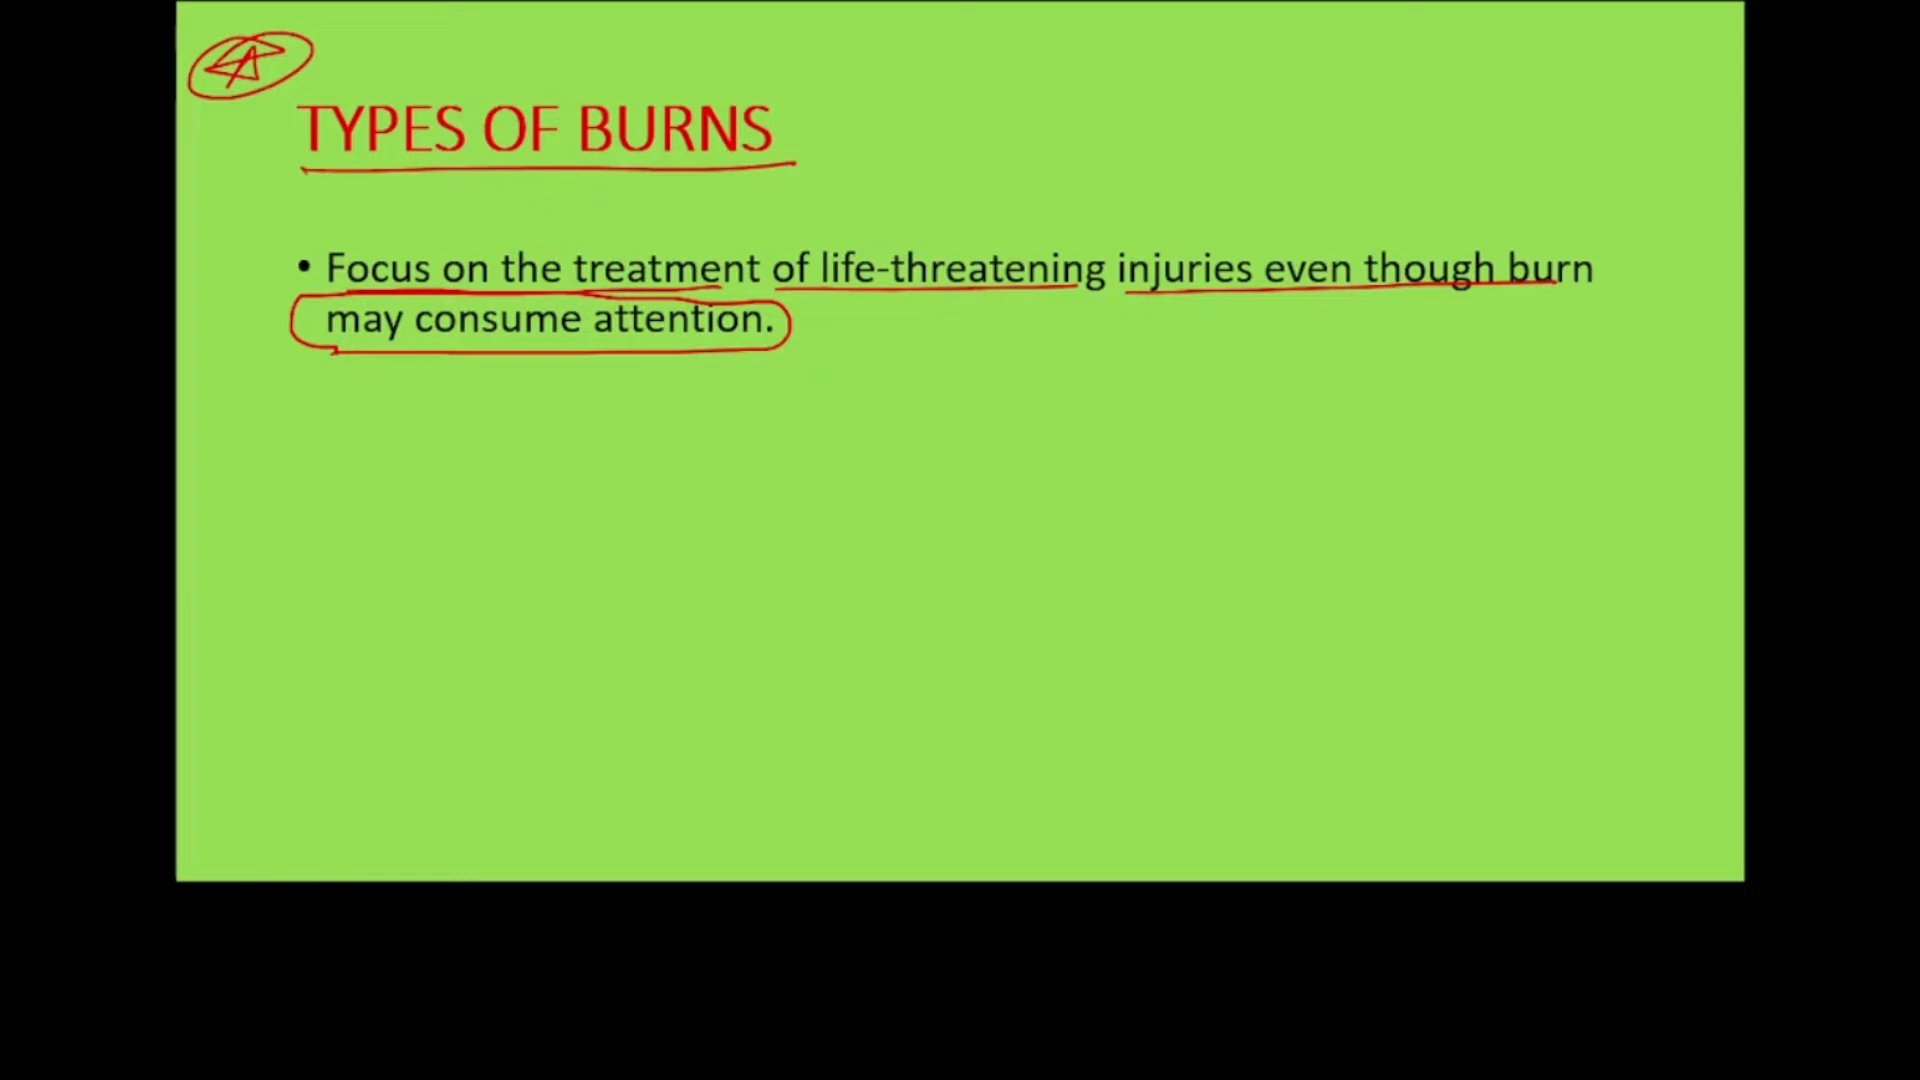 TYPES OF BURNS
• Focus on the treatment of life-threatening injuries even though burn
may consume attention.